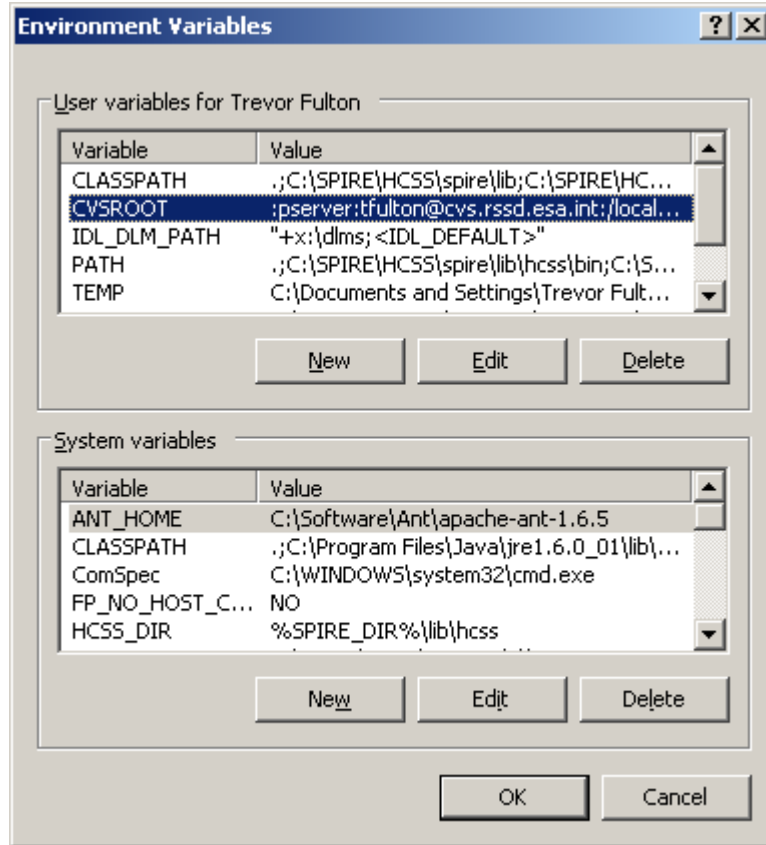 Environment Variables
User variables for Trevor Fulton
Variable Value
CLASSPATH .;C:\SPIRE\HCSS\spire\lib;C:\SPIRE\HC...
CVSROOT :pserver:tfulton@cvs.rssd.esa.int:/local...
IDL_DLM_PATH "+x:\dlms;<IDL_DEFAULT>"
PATH .;C:\SPIRE\HCSS\spire\lib\hcss\bin;C:\S...
TEMP C:\Documents and Settings\Trevor Fult...
New Edit Delete
System variables
Variable Value
ANT_HOME C:\Software\Ant\apache-ant-1.6.5
CLASSPATH .;C:\Program Files\Java\jre1.6.0_01\lib\...
ComSpec C:\WINDOWS\system32\cmd.exe
FP_NO_HOST_C... NO
HCSS_DIR %SPIRE_DIR%\lib\hcss
New Edit Delete
OK Cancel